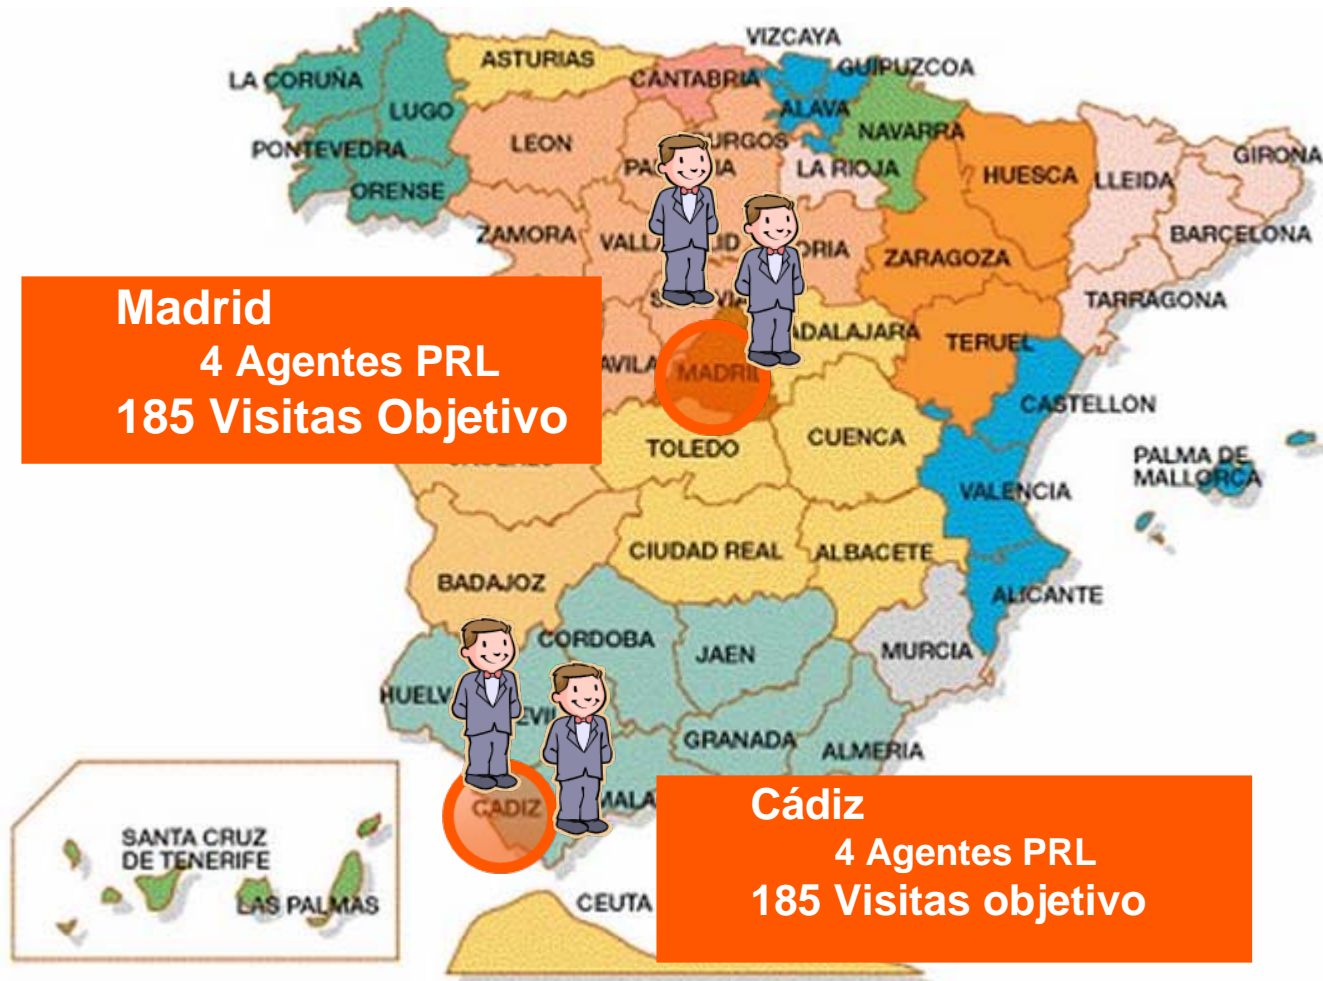 VIZCAYA
ASTURIAS
GUIPUZCOA
LA CORUÑA
CANTABRIA
LUGO
ALAVA
NAVARRA
LEON
PONTEVEDRA
LA RIOJA
GIRONA
HUESCA
LLEIDA
ORENSE
ZAMORA
BARCELONA
ZARAGOZA
TARRAGONA
Madrid
4 Agentes PRL
185 Visitas Objetivo
TERUEL
AVILA
MADRID
CASTELLON
CUENCA
TOLEDO
PALMA DE
MALLORCA
VALENCIA
CIUDAD REAL
ALBACETE
BADAJOZ
ALICANTE
CORDOBA
JAEN
MURCIA
GRANADA
ALMERIA
CADIZ
Cádiz
4 Agentes PRL
185 Visitas objetivo
SANTA CRUZ
DE TENERIFE
LAS PALMAS
CEUTA